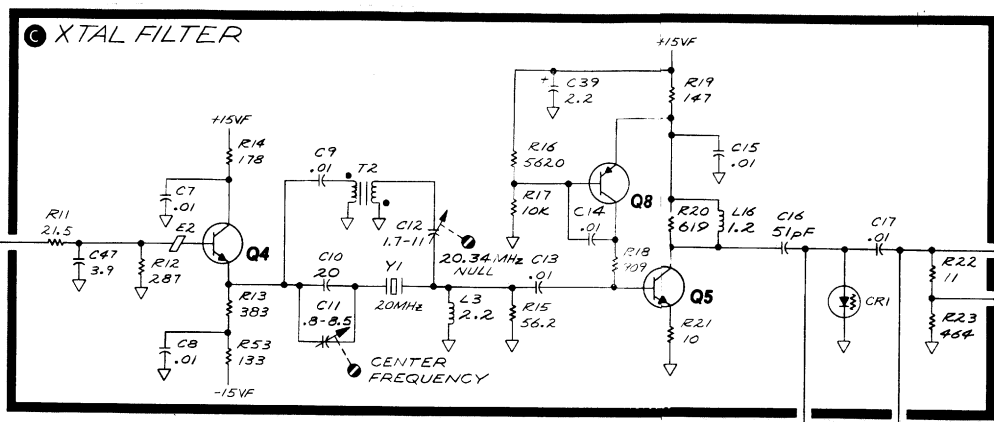 C XTAL FILTER
+15VF
R14
178
C7
.01
R11
21.5
E2
Q4
C47
3.9
R12
287
R13
383
C8
.01
R53
133
-15VF
C9
.01
T2
C12
1.7-11
20.34MHz
NULL
C10
20
Y1
20MHz
C11
.8-8.5
CENTER
FREQUENCY
L3
2.2
C13
.01
R15
56.2
+15VF
C39
2.2
R19
147
R16
5620
R17
10K
Q8
C14
.01
C15
.01
R20
619
L16
1.2
R18
Q5
R21
10
C16
51pF
C17
.01
CR1
R22
11
R23
464